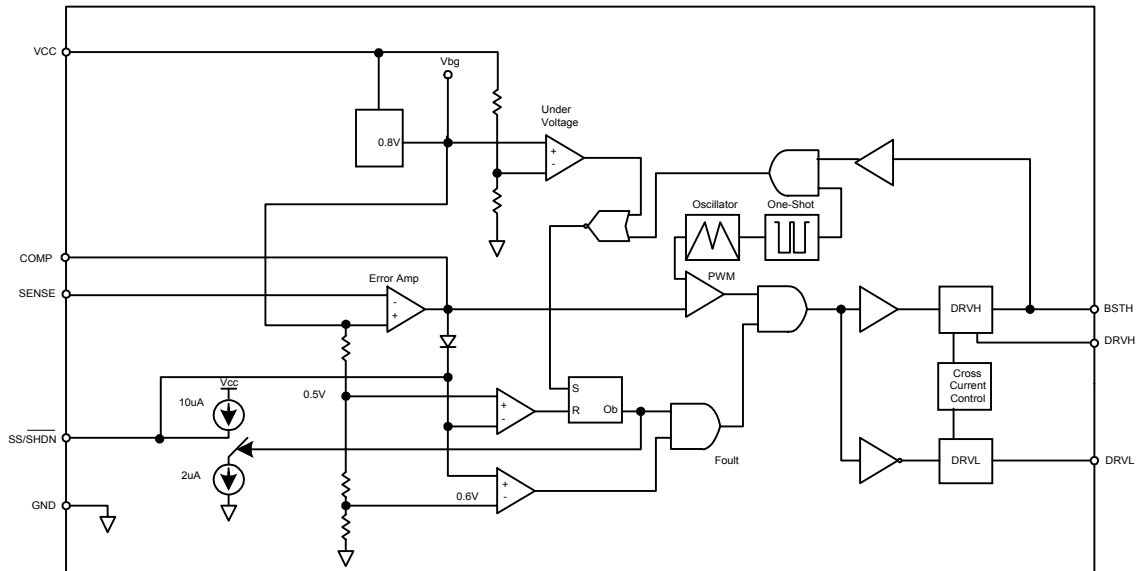 VCC
Vbg
Under
Voltage
0.8V
+
-
Oscillator
One-Shot
COMP
Error Amp
PWM
SENSE
-
+
DRVH
BSTH
DRVH
Vcc
10uA
0.5V
+
-
S
R
Ob
Cross
Current
Control
SS/SHDN
Foult
2uA
0.6V
+
-
DRVL
DRVL
GND